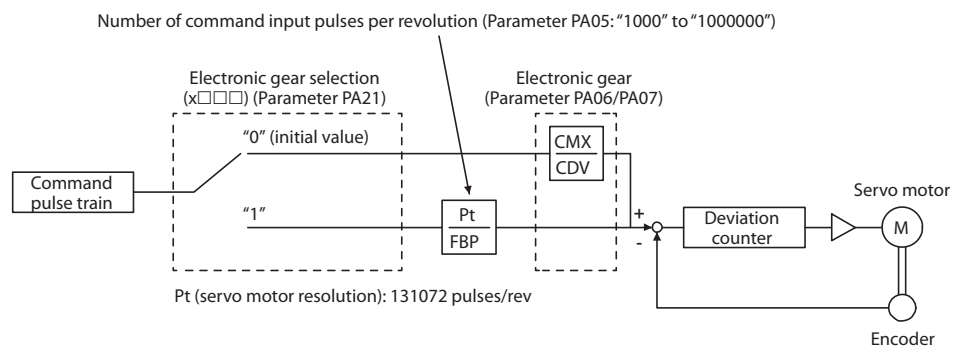 Number of command input pulses per revolution (Parameter PA05: “1000” to “1000000”)
Electronic gear selection
(x□□□) (Parameter PA21)
Electronic gear
(Parameter PA06/PA07)
“0” (initial value)
CMX
CDV
Command
pulse train
Servo motor
“1”
Pt
FBP
+
-
Deviation
counter
M
Pt (servo motor resolution): 131072 pulses/rev
Encoder